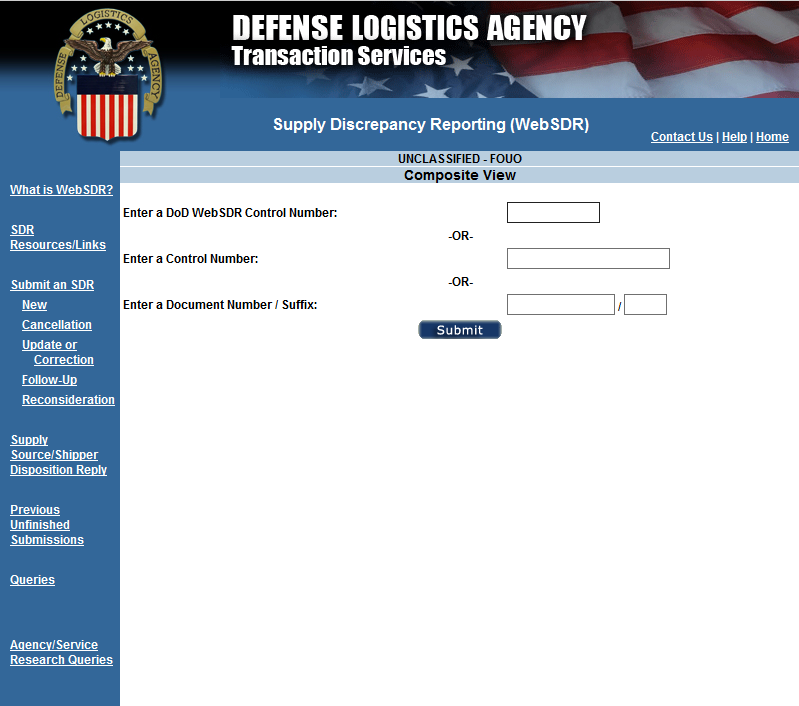 DEFENSE LOGISTICS AGENCY
DEFENSE LOGISTICS AGENCY
Transaction Services
Supply Discrepancy Reporting (WebSDR)
Contact Us | Help | Home
UNCLASSIFIED - FOUO
Composite View
What is WebSDR?
SDR
Resources/Links
Submit an SDR
New
Cancellation
Update or
Correction
Follow-Up
Reconsideration
Supply
Source/Shipper
Disposition Reply
Previous
Unfinished
Submissions
Queries
Agency/Service
Research Queries
Enter a DoD WebSDR Control Number:
-OR-
Enter a Control Number:
-OR-
Enter a Document Number / Suffix:
/
Submit